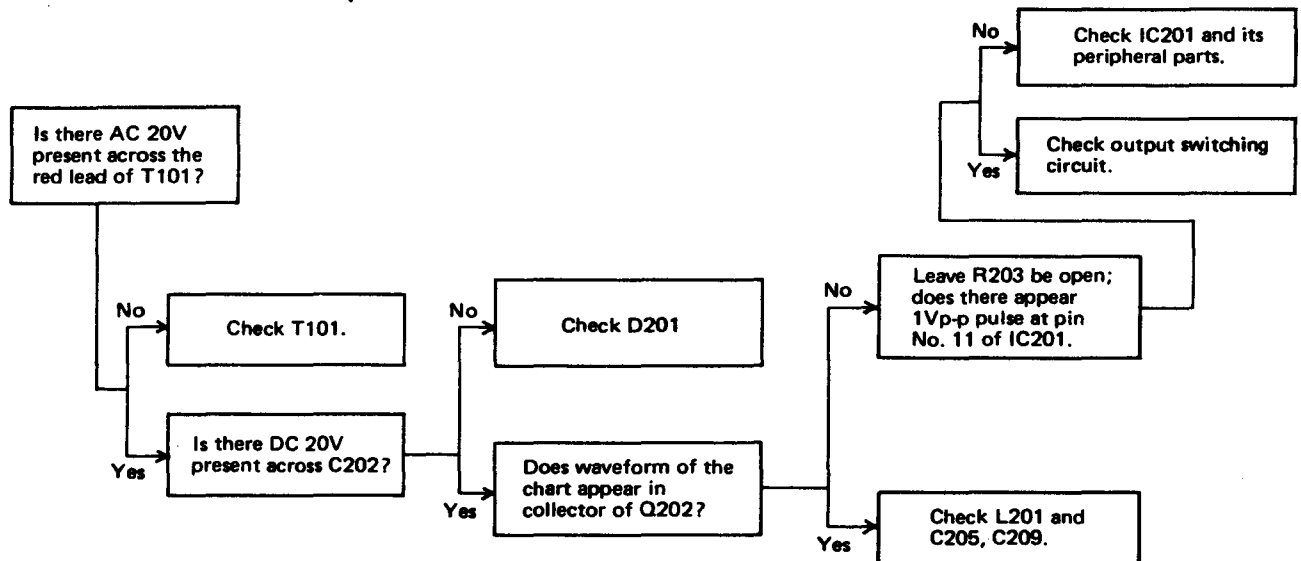 Is there AC 20V
present across the
red lead of T101?
No
Check T101.
Yes
Is there DC 20V
present across C202?
No
Check D201
Yes
Does waveform of the
chart appear in
collector of Q202?
No
Leave R203 be open;
does there appear
1Vp-p pulse at pin
No. 11 of IC201.
No
Check IC201 and its
peripheral parts.
Yes
Check output switching
circuit.
Yes
Check L201 and
C205, C209.